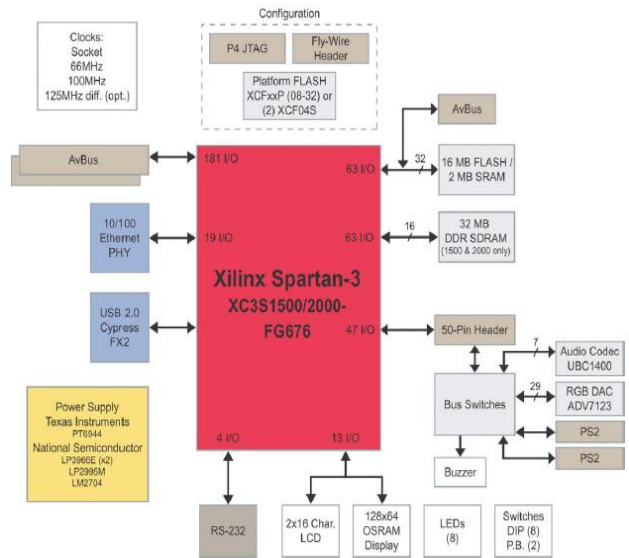 Configuration
Clocks:
Socket
66MHz
100MHz
125MHz diff. (opt.)
P4 JTAG
Fly-Wire
Header
Platform FLASH
XCFxxP (08-32) or
(2) XCF04S
AvBus
AvBus
181 I/O
63 I/O
32
16 MB FLASH /
2 MB SRAM
10/100
Ethernet
PHY
19 I/O
63 I/O
16
32 MB
DDR SDRAM
(1500 & 2000 only)
Xilinx Spartan-3
XC3S1500/2000-
FG676
USB 2.0
Cypress
FX2
47 I/O
50-Pin Header
7
Audio Codec
UBC1400
Bus Switches
29
RGB DAC
ADV7123
PS2
PS2
Buzzer
Power Supply
Texas Instruments
PT6944
National Semiconductor
LP3966E (x2)
LP2995M
LM2704
4 I/O
13 I/O
RS-232
2x16 Char.
LCD
128x64
OSRAM
Display
LEDs
(8)
Switches
DIP (8)
P.B. (2)